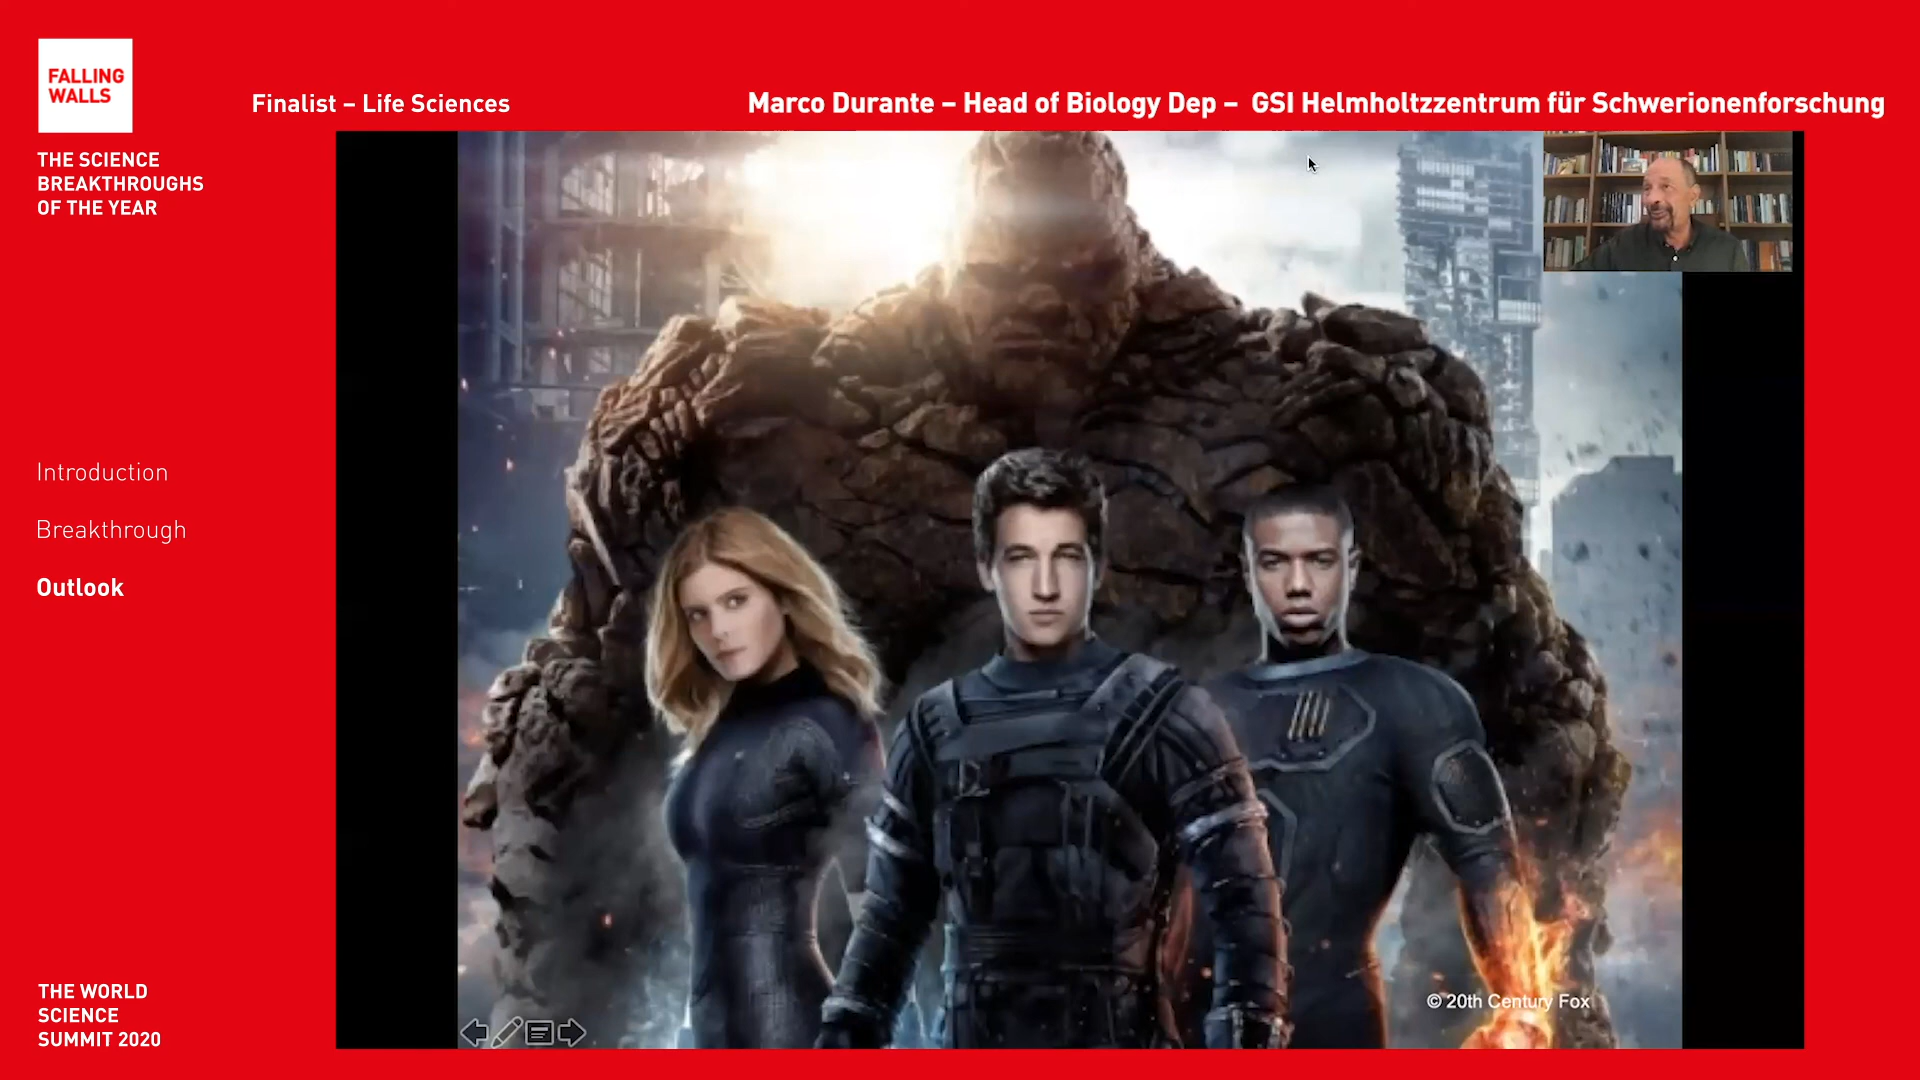 FALLING
WALLS
Finalist – Life Sciences
Marco Durante – Head of Biology Dep – GSI Helmholtzzentrum für Schwerionenforschung
THE SCIENCE
BREAKTHROUGHS
OF THE YEAR
Introduction
Breakthrough
Outlook
© 20th Century Fox
THE WORLD
SCIENCE
SUMMIT 2020